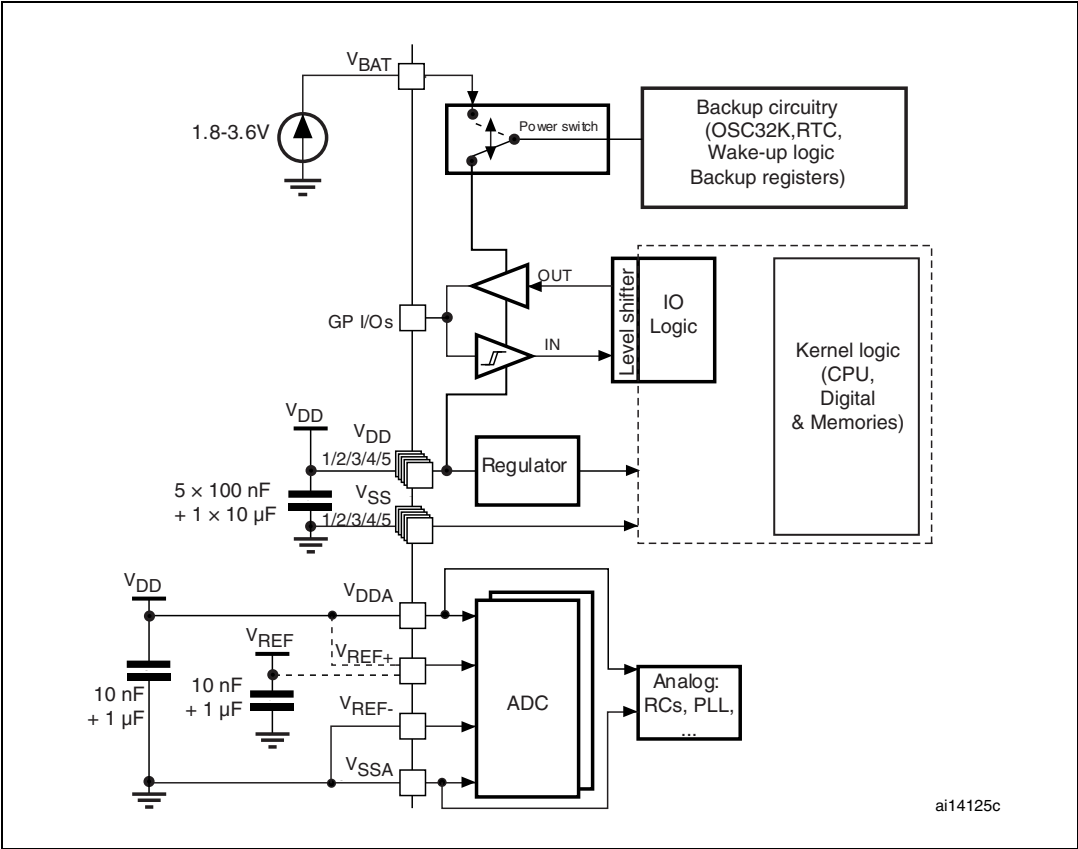 VBAT
1.8-3.6V
Power switch
Backup circuitry
(OSC32K,RTC,
Wake-up logic
Backup registers)
OUT
GP I/Os
IN
Level shifter
IO
Logic
Kernel logic
(CPU,
Digital
& Memories)
VDD
VDD
1/2/3/4/5
Regulator
5 × 100 nF
+ 1 × 10 µF
VSS
1/2/3/4/5
VDD
VDDA
VREF
VREF+
10 nF
+ 1 µF
10 nF
+ 1 µF
VREF-
VSSA
ADC
Analog:
RCs, PLL,
...
ai14125c